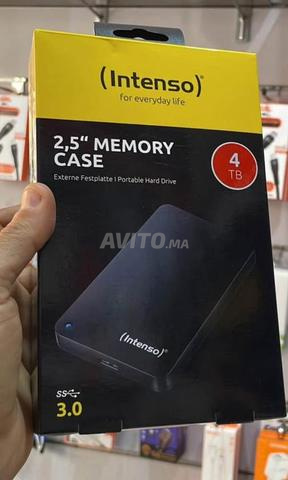 (Intenso)®
for everyday life
2,5“ MEMORY
CASE
Externe Festplatte I Portable Hard Drive
4
TB
AVITO.MA
(Intenso)®
SS
3.0